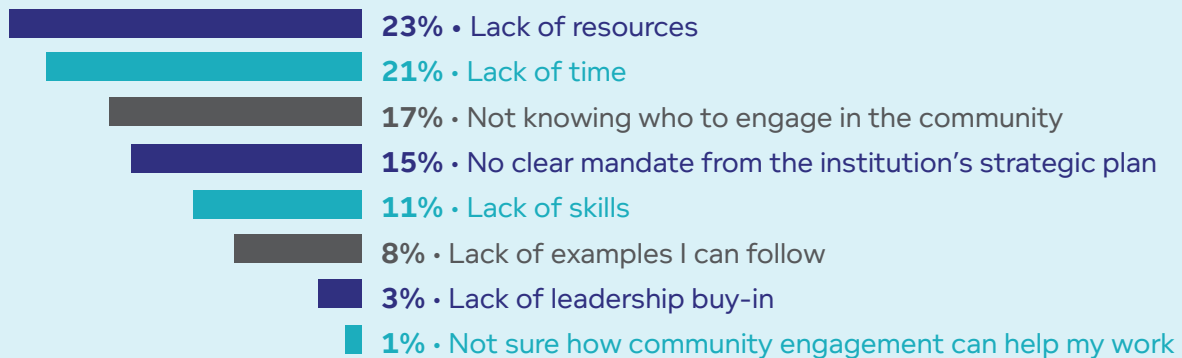 23% • Lack of resources
21% • Lack of time
17% • Not knowing who to engage in the community
15% • No clear mandate from the institution’s strategic plan
11% • Lack of skills
8% • Lack of examples I can follow
3% • Lack of leadership buy-in
1% • Not sure how community engagement can help my work